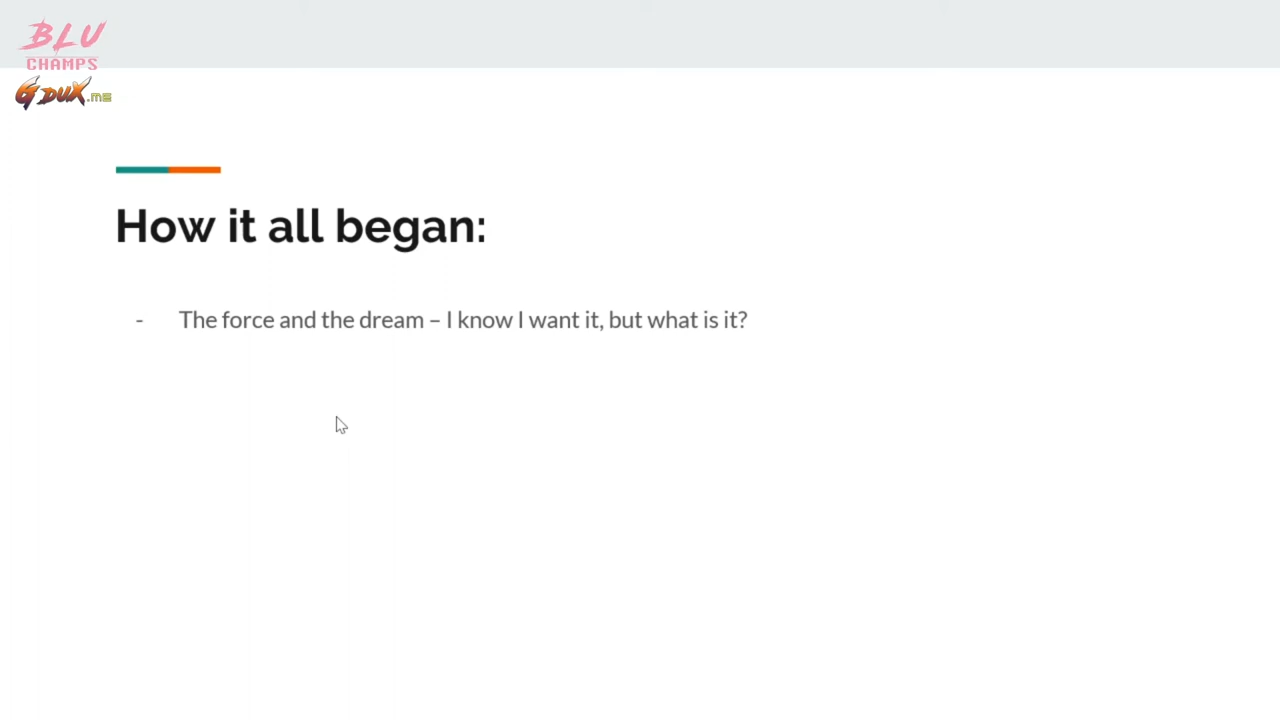 BLU
CHAMPS
G DUX.ME
How it all began:
- The force and the dream – I know I want it, but what is it?